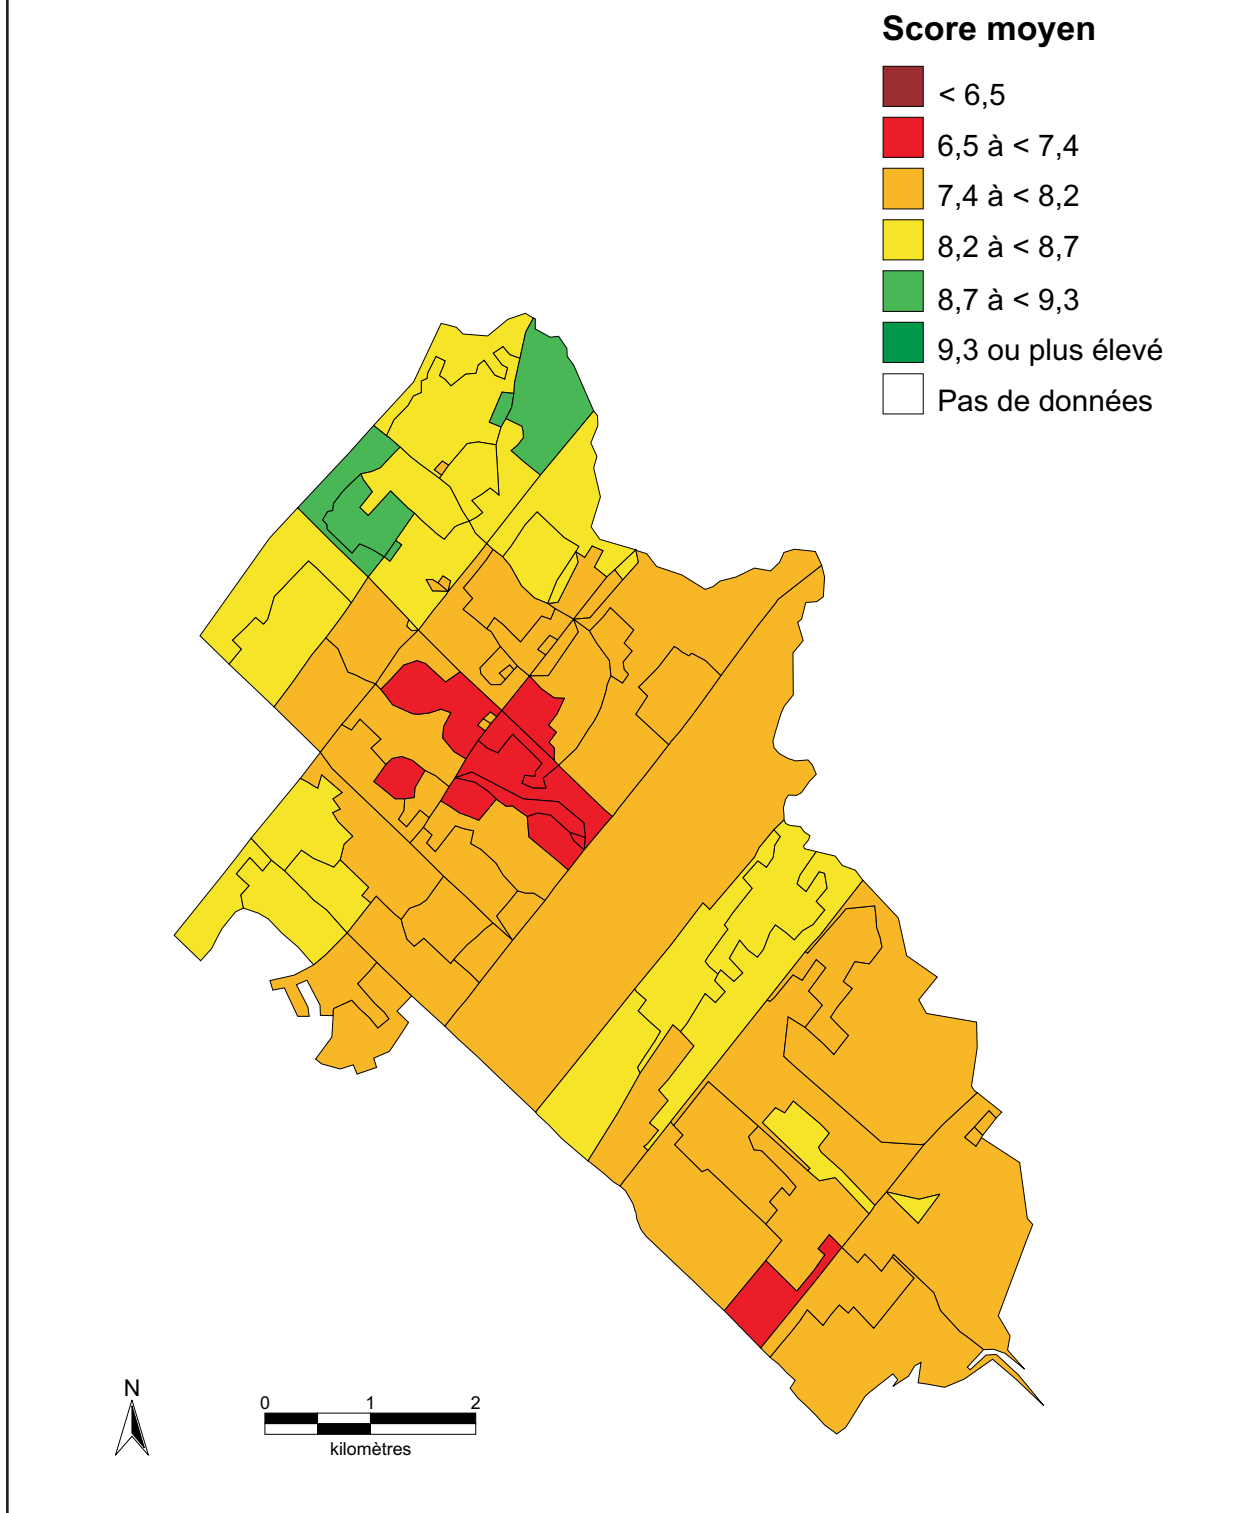 Score moyen
< 6,5
6,5 à < 7,4
7,4 à < 8,2
8,2 à < 8,7
8,7 à < 9,3
9,3 ou plus élevé
Pas de données
N
0 1 2
kilomètres